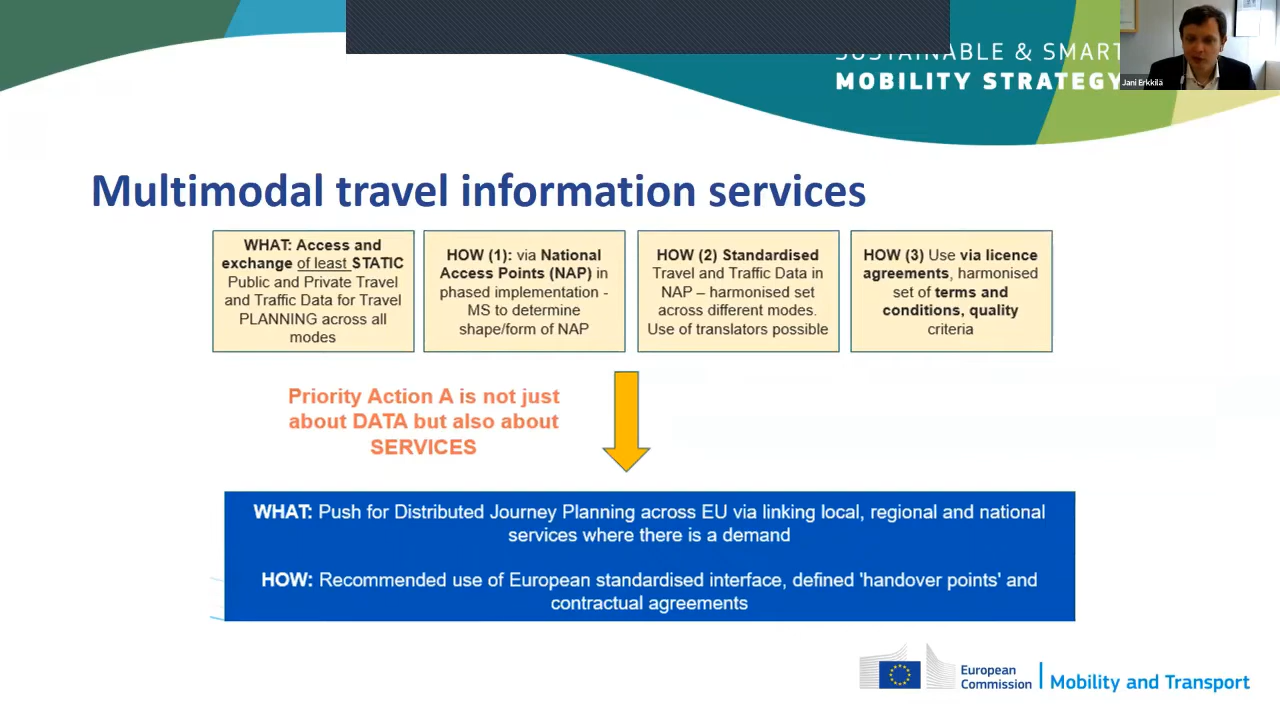 SUSTAINABLE & SMART
MOBILITY STRATEGY
Jani Erkkilä
Multimodal travel information services
WHAT: Access and
exchange of least STATIC
Public and Private Travel
and Traffic Data for Travel
PLANNING across all
modes
HOW (1): via National
Access Points (NAP) in
phased implementation -
MS to determine
shape/form of NAP
HOW (2) Standardised
Travel and Traffic Data in
NAP – harmonised set
across different modes.
Use of translators possible
HOW (3) Use via licence
agreements, harmonised
set of terms and
conditions, quality
criteria
Priority Action A is not just
about DATA but also about
SERVICES
WHAT: Push for Distributed Journey Planning across EU via linking local, regional and national
services where there is a demand
HOW: Recommended use of European standardised interface, defined 'handover points' and
contractual agreements
European
Commission
Mobility and Transport